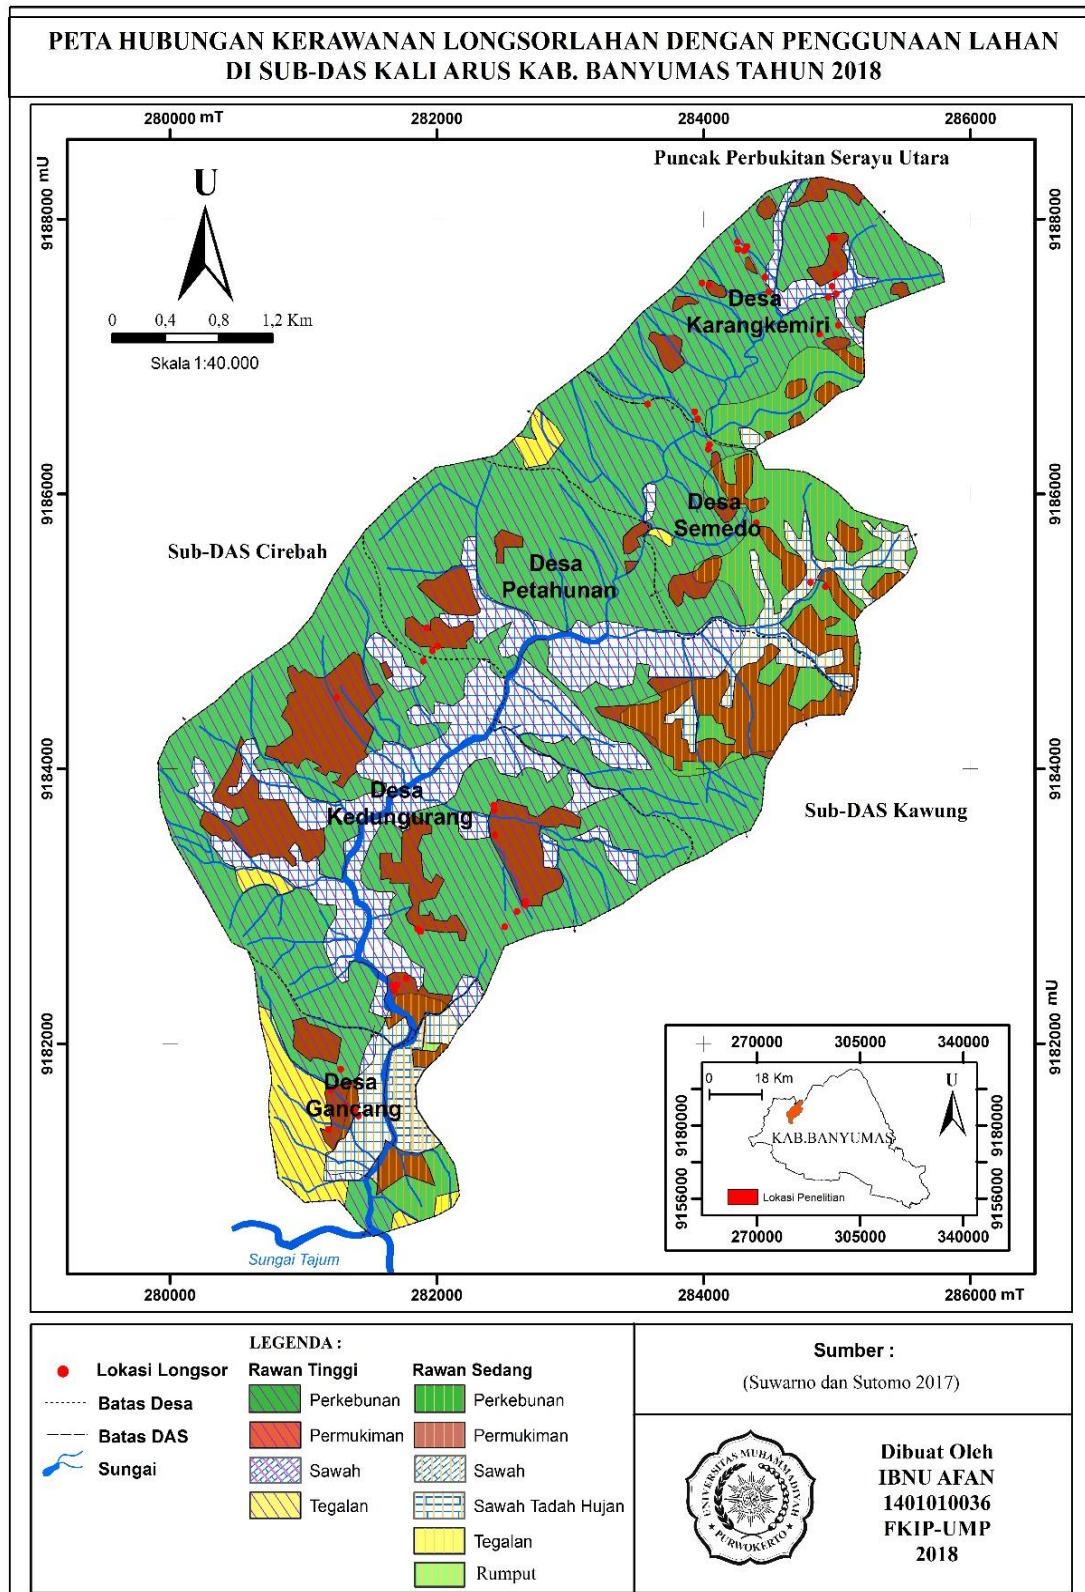 PETA HUBUNGAN KERAWANAN LONGSORLAHAN DENGAN PENGGUNAAN LAHAN
DI SUB-DAS KALI ARUS KAB. BANYUMAS TAHUN 2018
280000 mT
282000
284000
286000
Puncak Perbukitan Serayu Utara
9188000 mU
9188000
U
0 0,4 0,8 1,2 Km
Skala 1:40.000
Desa
Karangkemiri
9186000
9186000
Desa
Semedo
Sub-DAS Cirebah
Desa
Petahunan
9184000
9184000
Desa
Kedungurang
Sub-DAS Kawung
9182000
9182000 mU
Desa
Gancang
Sungai Tajum
270000 305000 340000
0 18 Km
U
9180000
9180000
KAB.BANYUMAS
Lokasi Penelitian
9156000
9156000
270000 305000 340000
280000
282000
284000
286000 mT
LEGENDA :
Lokasi Longsor
Batas Desa
Batas DAS
Sungai
Rawan Tinggi
Perkebunan
Permukiman
Sawah
Tegalan
Rawan Sedang
Perkebunan
Permukiman
Sawah
Sawah Tadah Hujan
Tegalan
Rumput
Sumber :
(Suwarno dan Sutomo 2017)
UNIVERSITAS MUHAMMADIYAH
PURWOKERTO
Dibuat Oleh
IBNU AFAN
1401010036
FKIP-UMP
2018